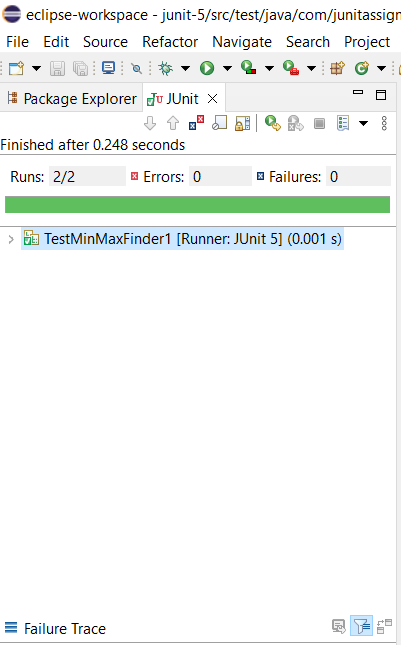 eclipse-workspace - junit-5/src/test/java/com/junitassign
File Edit Source Refactor Navigate Search Project
Package Explorer JUnit
Finished after 0.248 seconds
Runs: 2/2 Errors: 0 Failures: 0
TestMinMaxFinder1 [Runner: JUnit 5] (0.001 s)
Failure Trace